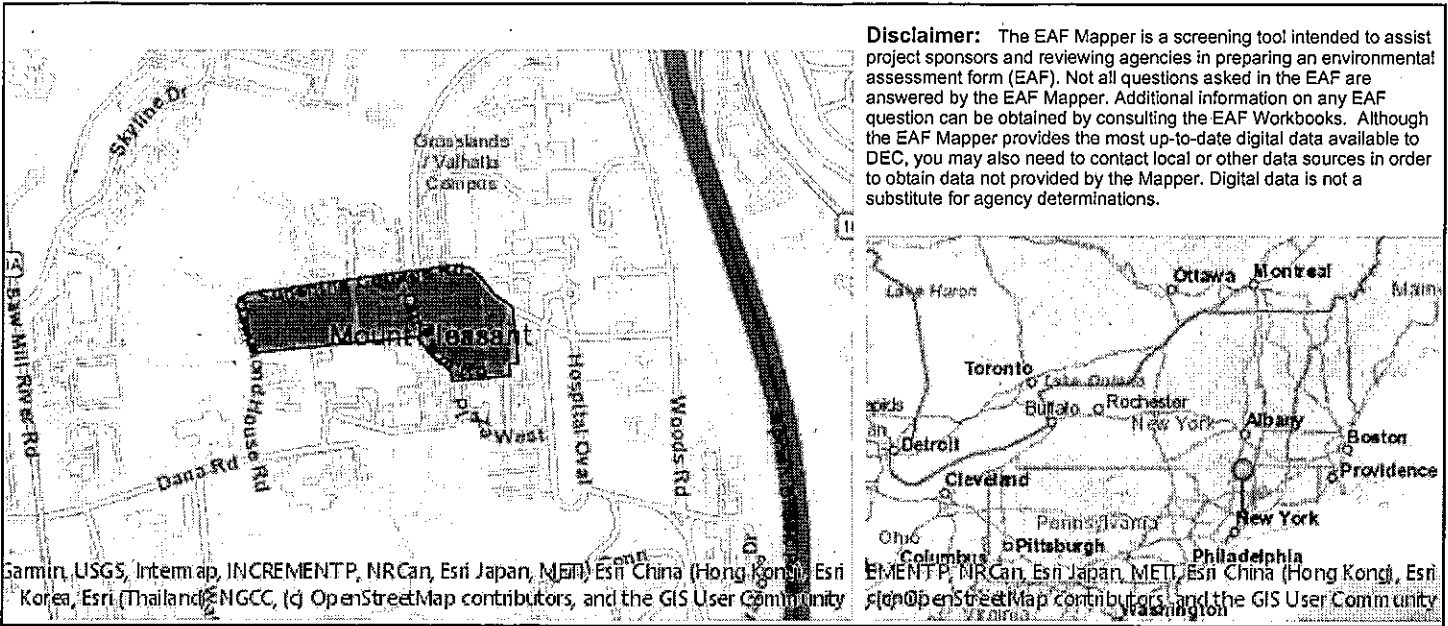 Disclaimer: The EAF Mapper is a screening tool intended to assist
project sponsors and reviewing agencies in preparing an environmental
assessment form (EAF). Not all questions asked in the EAF are
answered by the EAF Mapper. Additional information on any EAF
question can be obtained by consulting the EAF Workbooks. Although
the EAF Mapper provides the most up-to-date digital data available to
DEC, you may also need to contact local or other data sources in order
to obtain data not provided by the Mapper. Digital data is not a
substitute for agency determinations.
Skyline Dr
Grasslands
/ Valhalla
Campus
Mount Pleasant
Saw Mill River Rd
Hospital Oval
Woods Rd
West
Dana Rd
Dr
Garmin, USGS, Intermap, INCREMENT P, NRCan, Esri Japan, METI, Esri China (Hong Kong), Esri
Korea, Esri (Thailand), NGCC, (c) OpenStreetMap contributors, and the GIS User Community
Ottawa
Montreal
Lake Huron
Toronto
Lake Ontario
Buffalo
Rochester
New York
Albany
Boston
Detroit
Providence
Cleveland
New York
Pennsylvania
Ohio
Pittsburgh
Columbus
Philadelphia
EMENT P, NRCan, Esri Japan, METI, Esri China (Hong Kong), Esri
(c) OpenStreetMap contributors, and the GIS User Community
Washington